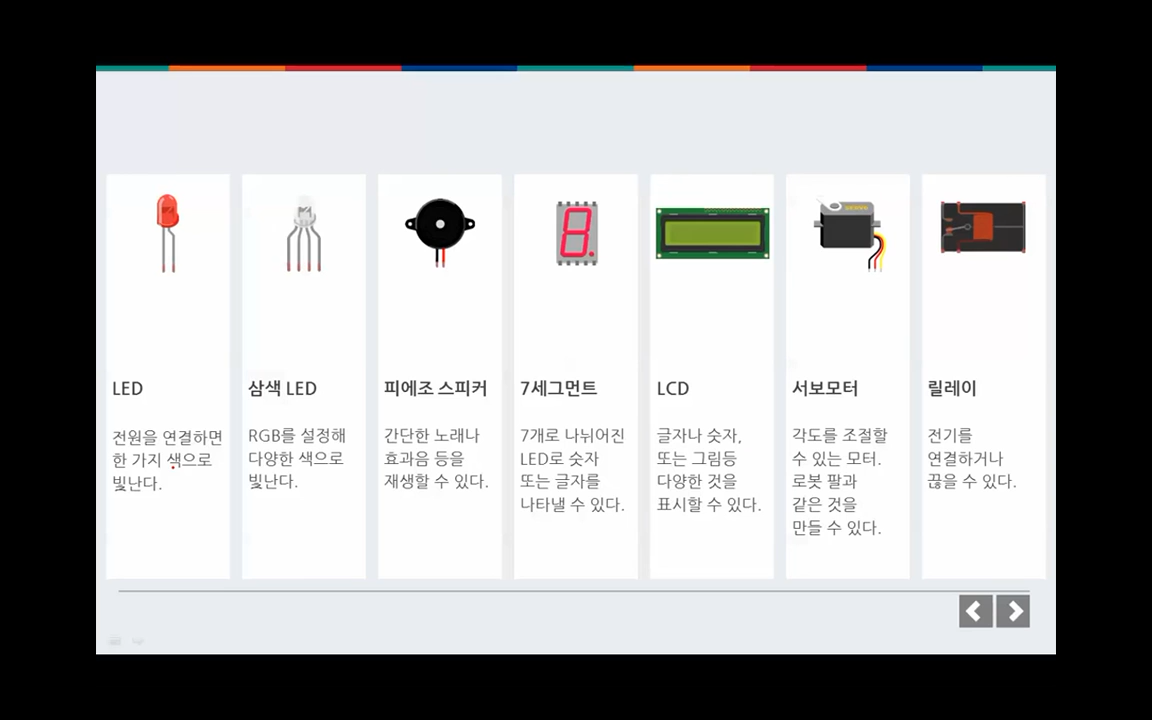 LED
전원을 연결하면
한 가지 색으로
빛난다.
삼색 LED
RGB를 설정해
다양한 색으로
빛난다.
피에조 스피커
간단한 노래나
효과음 등을
재생할 수 있다.
7세그먼트
7개로 나뉘어진
LED로 숫자
또는 글자를
나타낼 수 있다.
LCD
글자나 숫자,
또는 그림등
다양한 것을
표시할 수 있다.
서보모터
각도를 조절할
수 있는 모터.
로봇 팔과
같은 것을
만들 수 있다.
릴레이
전기를
연결하거나
끊을 수 있다.